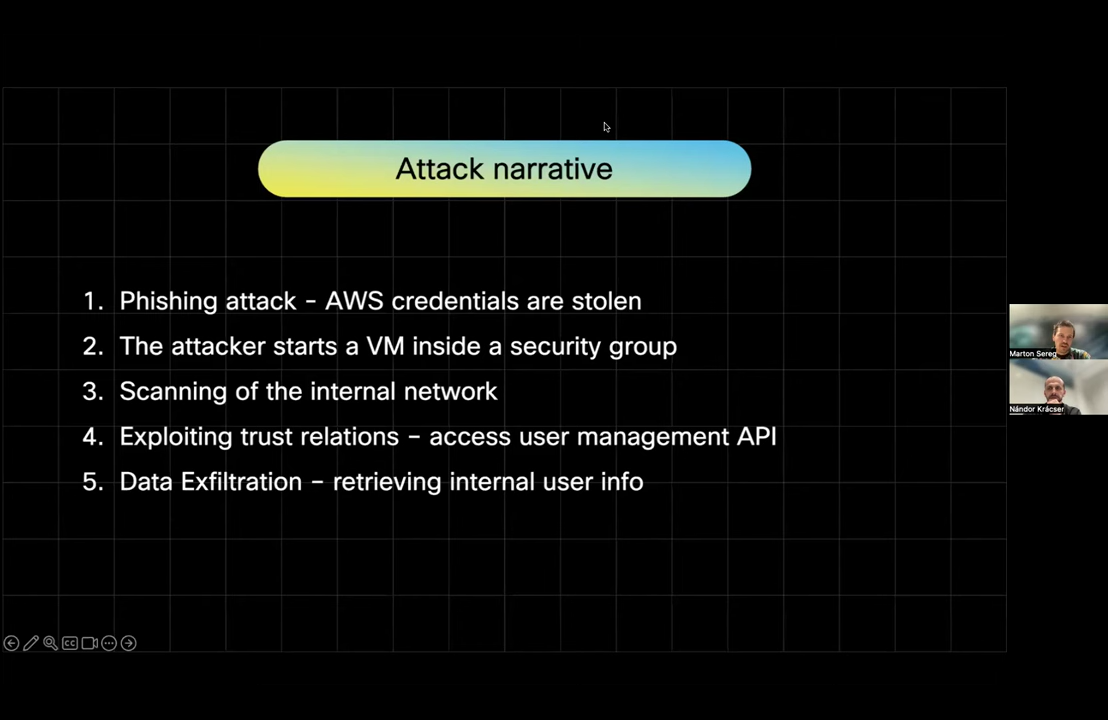 Attack narrative
1. Phishing attack - AWS credentials are stolen
2. The attacker starts a VM inside a security group
3. Scanning of the internal network
4. Exploiting trust relations – access user management API
5. Data Exfiltration – retrieving internal user info
Marton Sereg
Nándor Krácser
CC